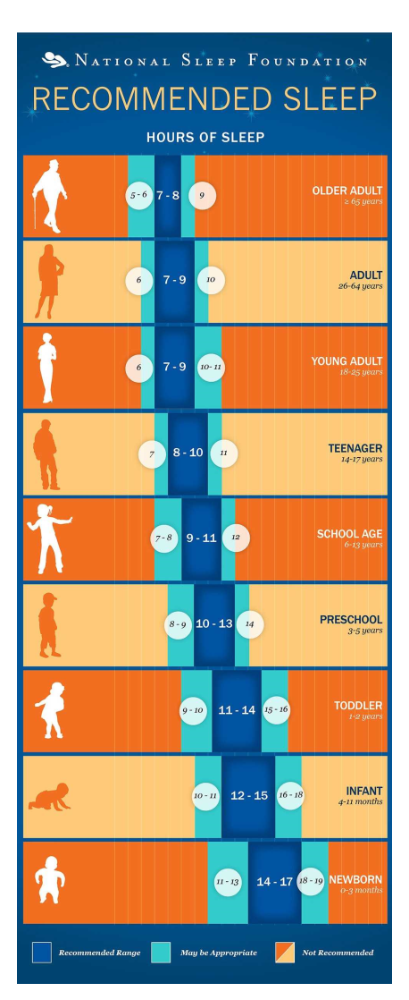 NATIONAL SLEEP FOUNDATION
RECOMMENDED SLEEP
HOURS OF SLEEP
5 - 6 7 - 8 9 OLDER ADULT
≥ 65 years
6 7 - 9 10 ADULT
26-64 years
6 7 - 9 10- 11 YOUNG ADULT
18-25 years
7 8 - 10 11 TEENAGER
14-17 years
7 - 8 9 - 11 12 SCHOOL AGE
6-13 years
8 - 9 10 - 13 14 PRESCHOOL
3-5 years
9 - 10 11 - 14 15 - 16 TODDLER
1-2 years
10 - 11 12 - 15 16 - 18 INFANT
4-11 months
11 - 13 14 - 17 18 - 19 NEWBORN
0-3 months
Recommended Range May be Appropriate Not Recommended